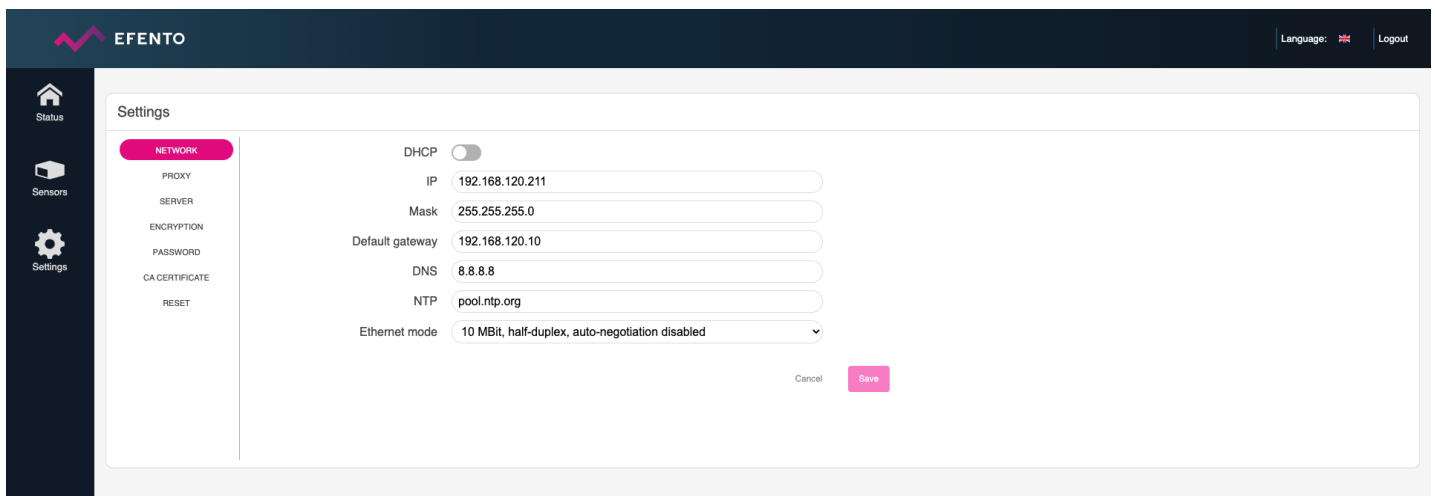 EFENTO
Language:
Logout
Status
Sensors
Settings
Settings
NETWORK
PROXY
SERVER
ENCRYPTION
PASSWORD
CA CERTIFICATE
RESET
DHCP
IP 192.168.120.211
Mask 255.255.255.0
Default gateway 192.168.120.10
DNS 8.8.8.8
NTP pool.ntp.org
Ethernet mode 10 MBit, half-duplex, auto-negotiation disabled
Cancel Save